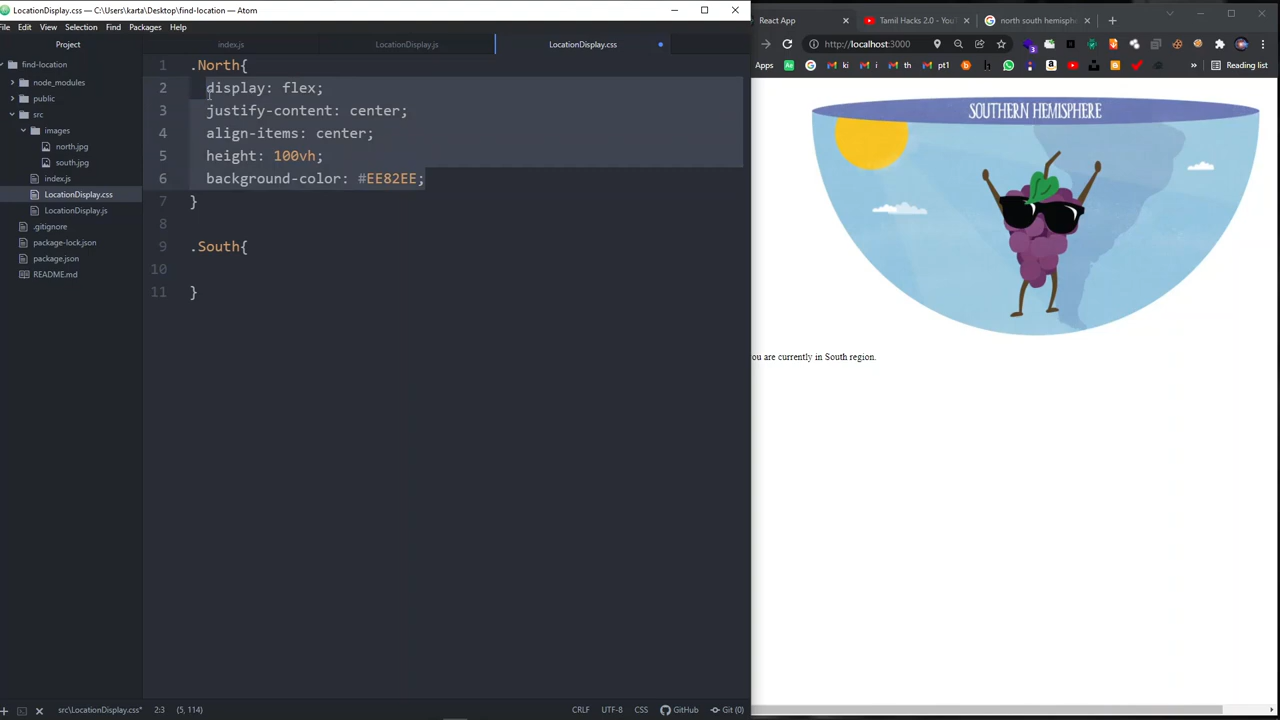 LocationDisplay.css — C:\Users\karta\Desktop\find-location — Atom
File Edit View Selection Find Packages Help
Project
find-location
node_modules
public
src
images
north.jpg
south.jpg
index.js
LocationDisplay.css
LocationDisplay.js
.gitignore
package-lock.json
package.json
README.md
index.js LocationDisplay.js LocationDisplay.css
1 .North{
2 display: flex;
3 justify-content: center;
4 align-items: center;
5 height: 100vh;
6 background-color: #EE82EE;
7 }
8
9 .South{
10
11 }
src\LocationDisplay.css* 2:3 (5, 114) CRLF UTF-8 CSS GitHub Git (0)
React App Tamil Hacks 2.0 - You north south hemisphe
http://localhost:3000
3
Apps ki i th pt1 » Reading list
SOUTHERN HEMISPHERE
ou are currently in South region.